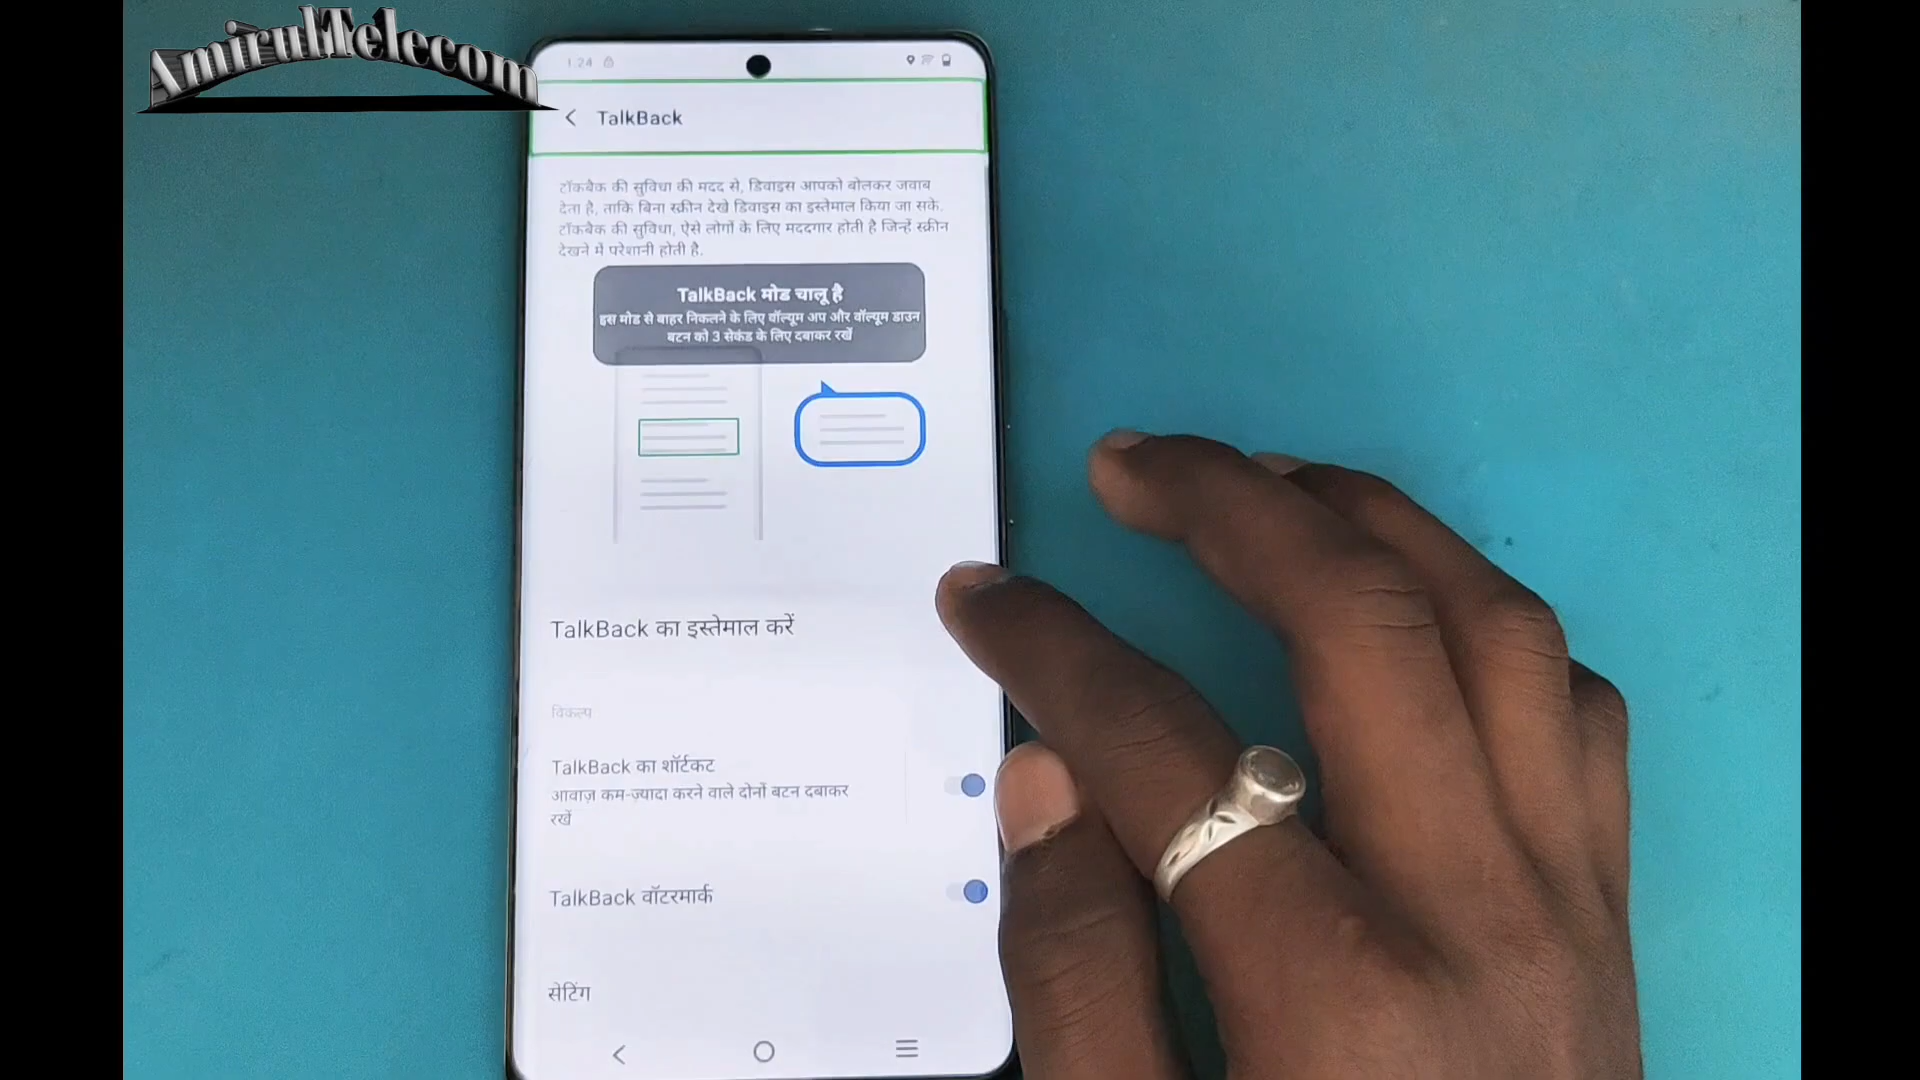 AmirulTelecom
1:24
TalkBack
टॉकबैक की सुविधा की मदद से, डिवाइस आपको बोलकर जवाब
देता है, ताकि बिना स्क्रीन देखे डिवाइस का इस्तेमाल किया जा सके.
टॉकबैक की सुविधा, ऐसे लोगों के लिए मददगार होती है जिन्हें स्क्रीन
देखने में परेशानी होती है.
TalkBack मोड चालू है
इस मोड से बाहर निकलने के लिए वॉल्यूम अप और वॉल्यूम डाउन
बटन को 3 सेकंड के लिए दबाकर रखें
TalkBack का इस्तेमाल करें
विकल्प
TalkBack का शॉर्टकट
आवाज़ कम-ज़्यादा करने वाले दोनों बटन दबाकर
रखें
TalkBack वॉटरमार्क
सेटिंग